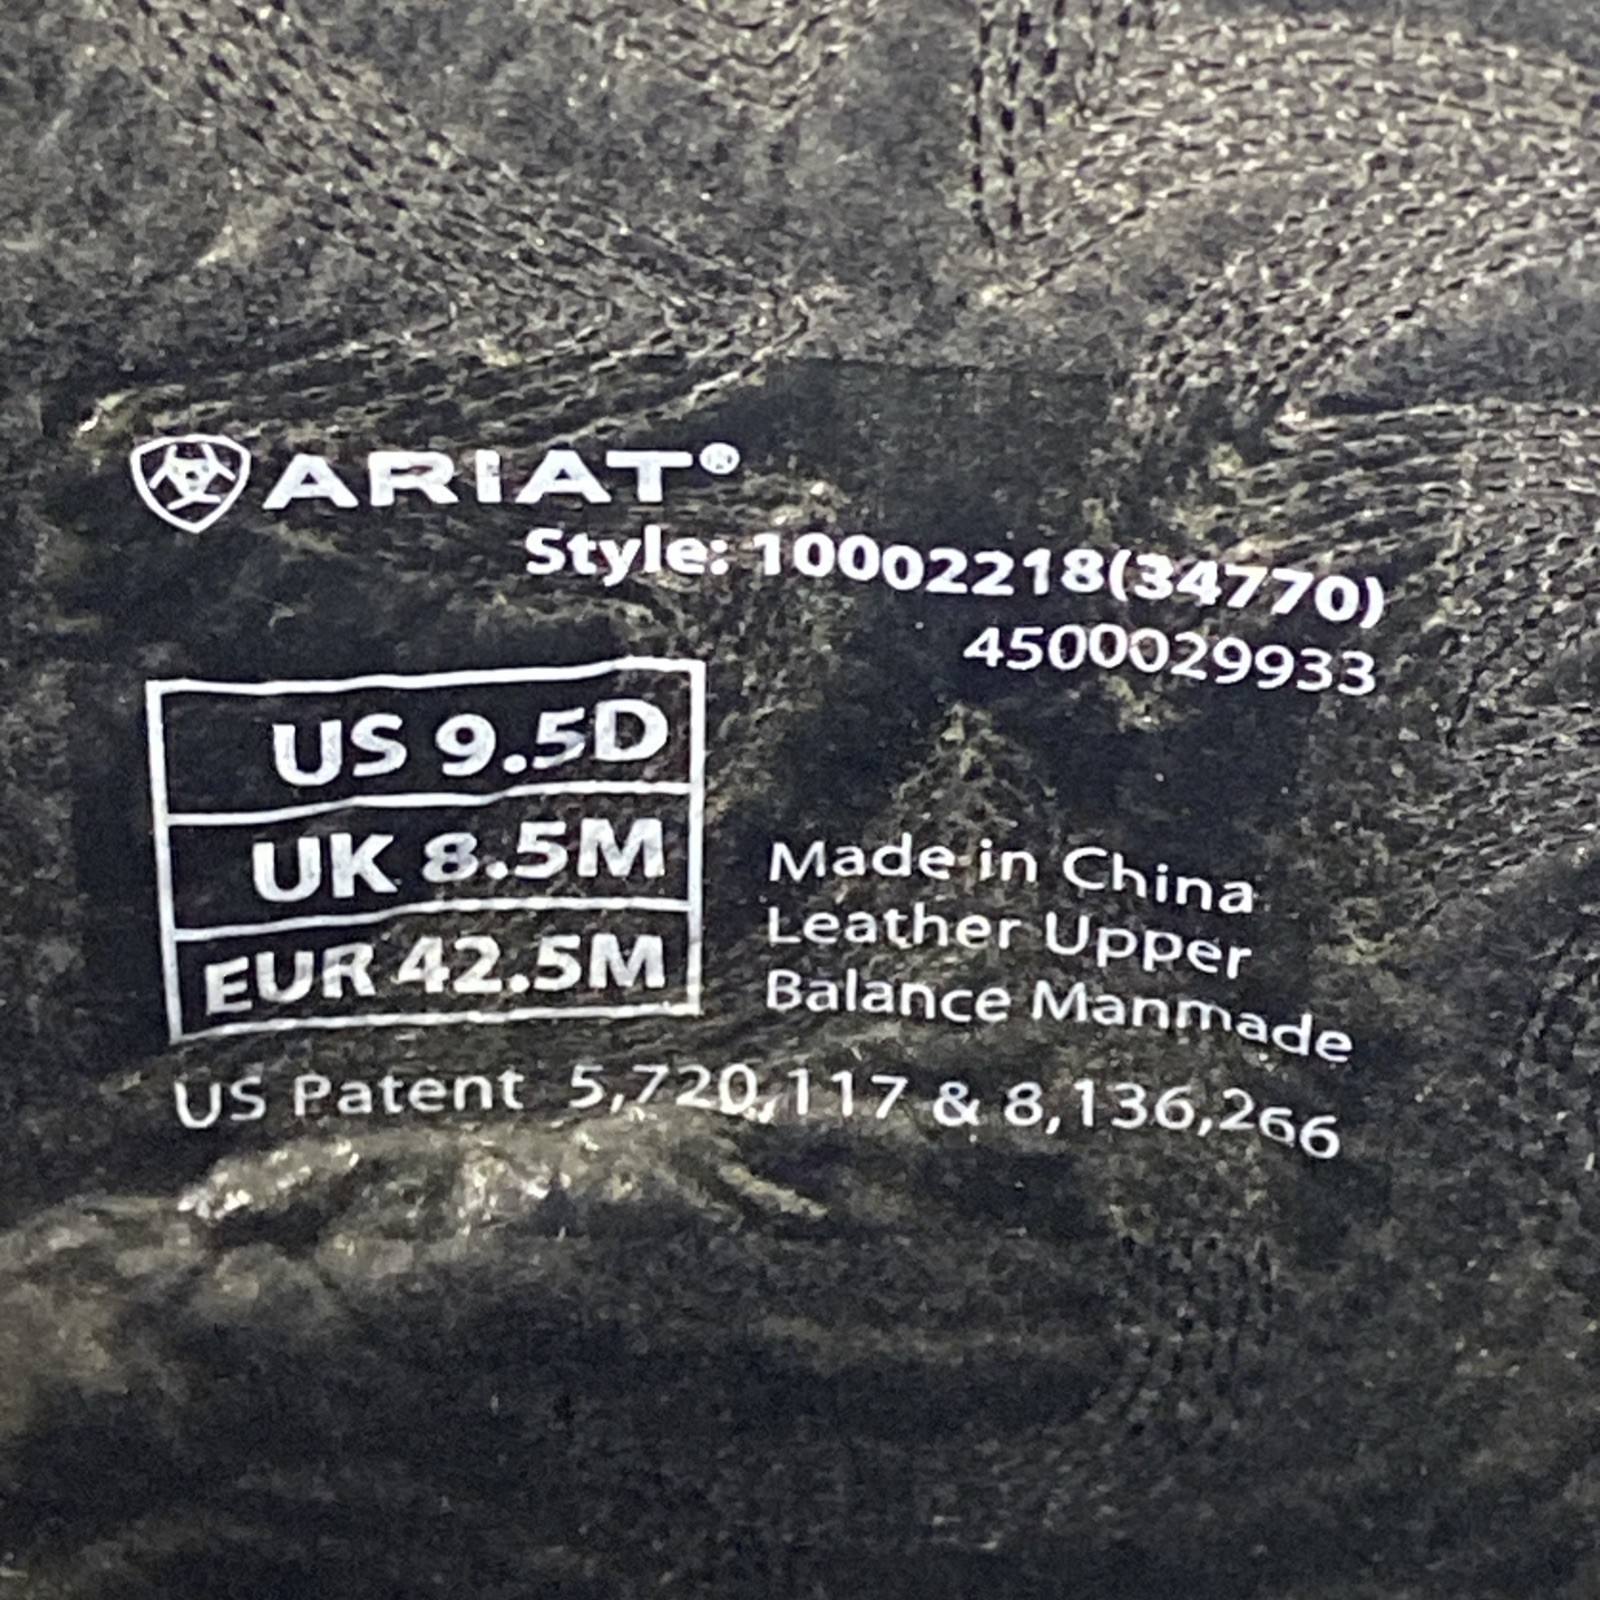 ARIAT®
Style: 10002218(34770)
4500029933
US 9.5D
UK 8.5M
EUR 42.5M
Made in China
Leather Upper
Balance Manmade
US Patent 5,720,117 & 8,136,266